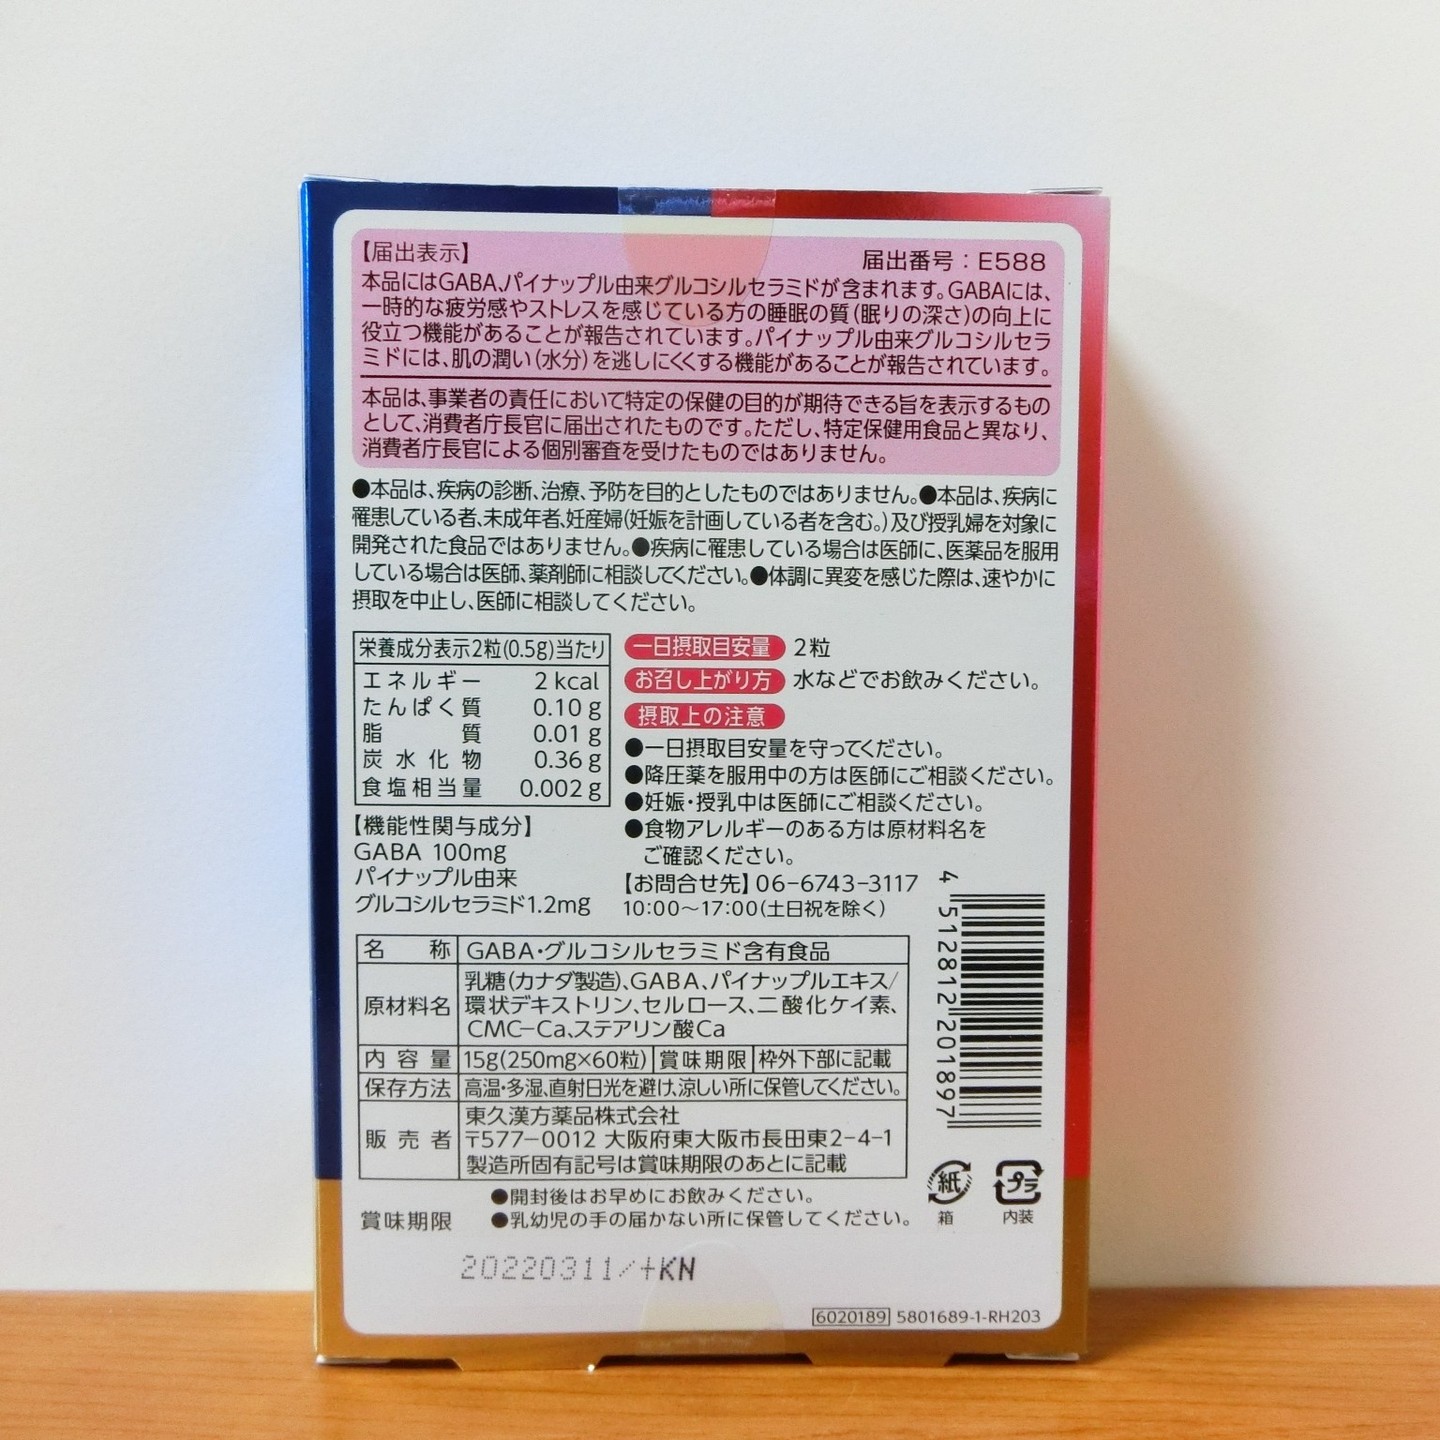 【届出表示】 届出番号：E588
本品にはGABA、パイナップル由来グルコシルセラミドが含まれます。GABAには、
一時的な疲労感やストレスを感じている方の睡眠の質(眠りの深さ)の向上に
役立つ機能があることが報告されています。パイナップル由来グルコシルセラ
ミドには、肌の潤い(水分)を逃しにくくする機能があることが報告されています。
本品は、事業者の責任において特定の保健の目的が期待できる旨を表示するもの
として、消費者庁長官に届出されたものです。ただし、特定保健用食品と異なり、
消費者庁長官による個別審査を受けたものではありません。
●本品は、疾病の診断、治療、予防を目的としたものではありません。●本品は、疾病に
罹患している者、未成年者、妊産婦(妊娠を計画している者を含む。)及び授乳婦を対象に
開発された食品ではありません。●疾病に罹患している場合は医師に、医薬品を服用
している場合は医師、薬剤師に相談してください。●体調に異変を感じた際は、速やかに
摂取を中止し、医師に相談してください。
栄養成分表示2粒(0.5g)当たり
エネルギー 2 kcal
たんぱく質 0.10 g
脂質 0.01 g
炭水化物 0.36 g
食塩相当量 0.002 g
【機能性関与成分】
GABA 100mg
パイナップル由来
グルコシルセラミド1.2mg
一日摂取目安量 2粒
お召し上がり方 水などでお飲みください。
摂取上の注意
●一日摂取目安量を守ってください。
●降圧薬を服用中の方は医師にご相談ください。
●妊娠・授乳中は医師にご相談ください。
●食物アレルギーのある方は原材料名を
ご確認ください。
【お問合せ先】06-6743-3117
10:00〜17:00(土日祝を除く)
名称 GABA・グルコシルセラミド含有食品
原材料名 乳糖(カナダ製造)、GABA、パイナップルエキス/
環状デキストリン、セルロース、二酸化ケイ素、
CMC-Ca、ステアリン酸Ca
内容量 15g(250mg×60粒) 賞味期限 枠外下部に記載
保存方法 高温・多湿、直射日光を避け、涼しい所に保管してください。
販売者 東久漢方薬品株式会社
〒577-0012 大阪府東大阪市長田東2-4-1
製造所固有記号は賞味期限のあとに記載
4 512812 201897
紙
箱
プラ
内装
●開封後はお早めにお飲みください。
賞味期限 ●乳幼児の手の届かない所に保管してください。
20220311/+KN
6020189 5801689-1-RH203